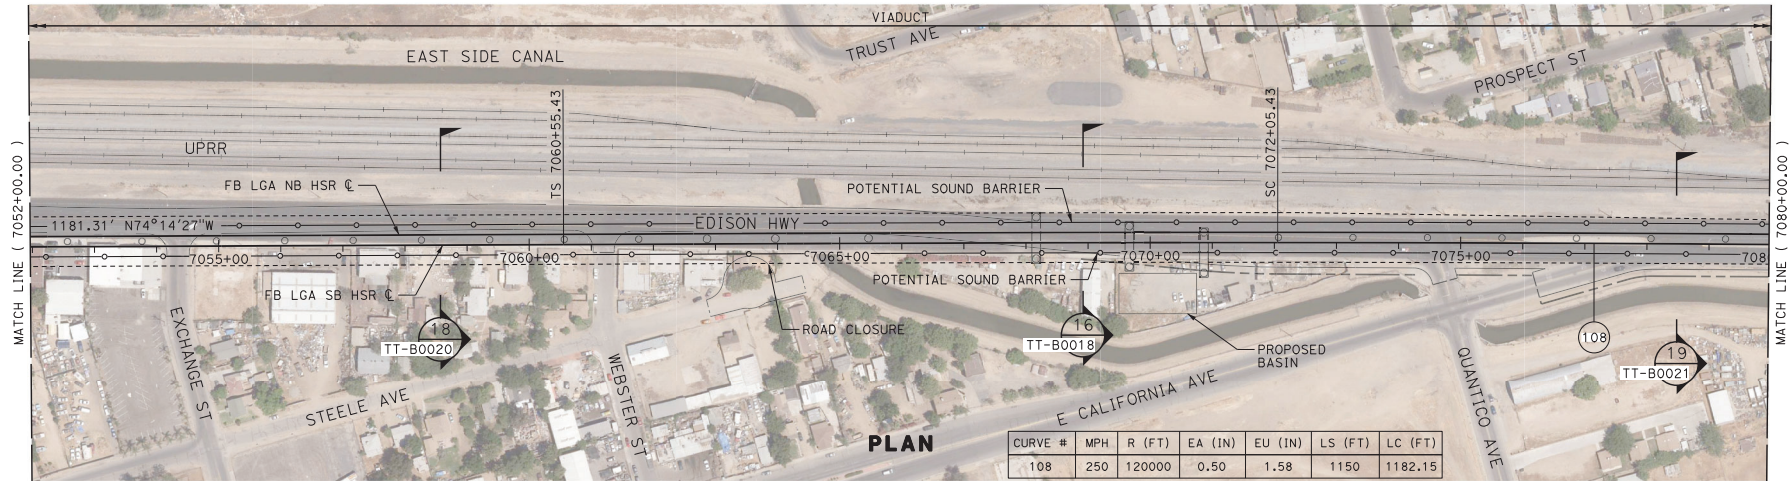 VIADUCT
EAST SIDE CANAL
TRUST AVE
PROSPECT ST
MATCH LINE ( 7052+00.00 )
UPRR
TS 7060+55.43
SC 7072+05.43
MATCH LINE ( 7080+00.00 )
FB LGA NB HSR ℄
POTENTIAL SOUND BARRIER
1181.31' N74°14'27"W
EDISON HWY
7055+00
7060+00
7065+00
7070+00
7075+00
708
FB LGA SB HSR ℄
POTENTIAL SOUND BARRIER
EXCHANGE ST
18
TT-B0020
ROAD CLOSURE
16
TT-B0018
PROPOSED
BASIN
108
19
TT-B0021
STEELE AVE
WEBSTER ST
E CALIFORNIA AVE
QUANTICO AVE
PLAN
CURVE # MPH R (FT) EA (IN) EU (IN) LS (FT) LC (FT)
108 250 120000 0.50 1.58 1150 1182.15